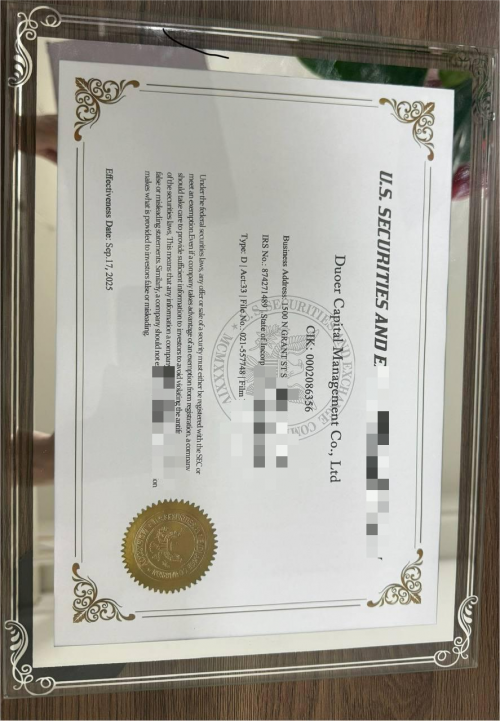 U.S. SECURITIES AND E
Duoer Capital Management Co., Ltd
CIK: 0002086356
Business Address: 1500 N GRANT ST S
IRS No.: 874271489 | State of Incorp
Type: D | Act:33 | File No.: 021-557748 | Film
Under the federal securities laws, any offer or sale of a security must either be registered with the SEC or
meet an exemption.Even if a company takes advantage of an exemption from registration, a company
should take care to provide sufficient information to investors to avoid violating the antifr
of the securities laws. This means that any information a company
false or misleading statements. Similarly, a company should not e on
makes what is provided to investors false or misleading.
Effectiveness Date: Sep.17, 2025